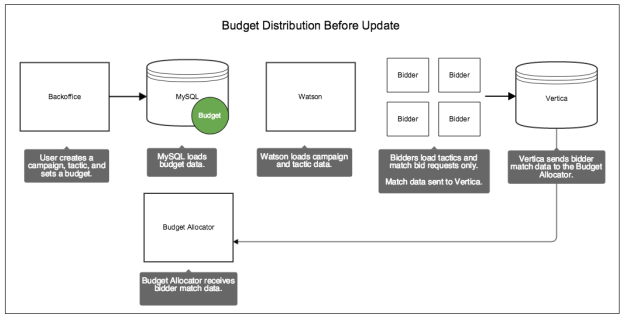 Budget Distribution Before Update
Backoffice
MySQL
Budget
Watson
Bidder
Bidder
Bidder
Bidder
Vertica
User creates a
campaign, tactic, and
sets a budget.
MySQL loads
budget data.
Watson loads campaign
and tactic data.
Bidders load tactics and
match bid requests only.
Match data sent to Vertica.
Vertica sends bidder
match data to the Budget
Allocator.
Budget Allocator
Budget Allocator receives
bidder match data.